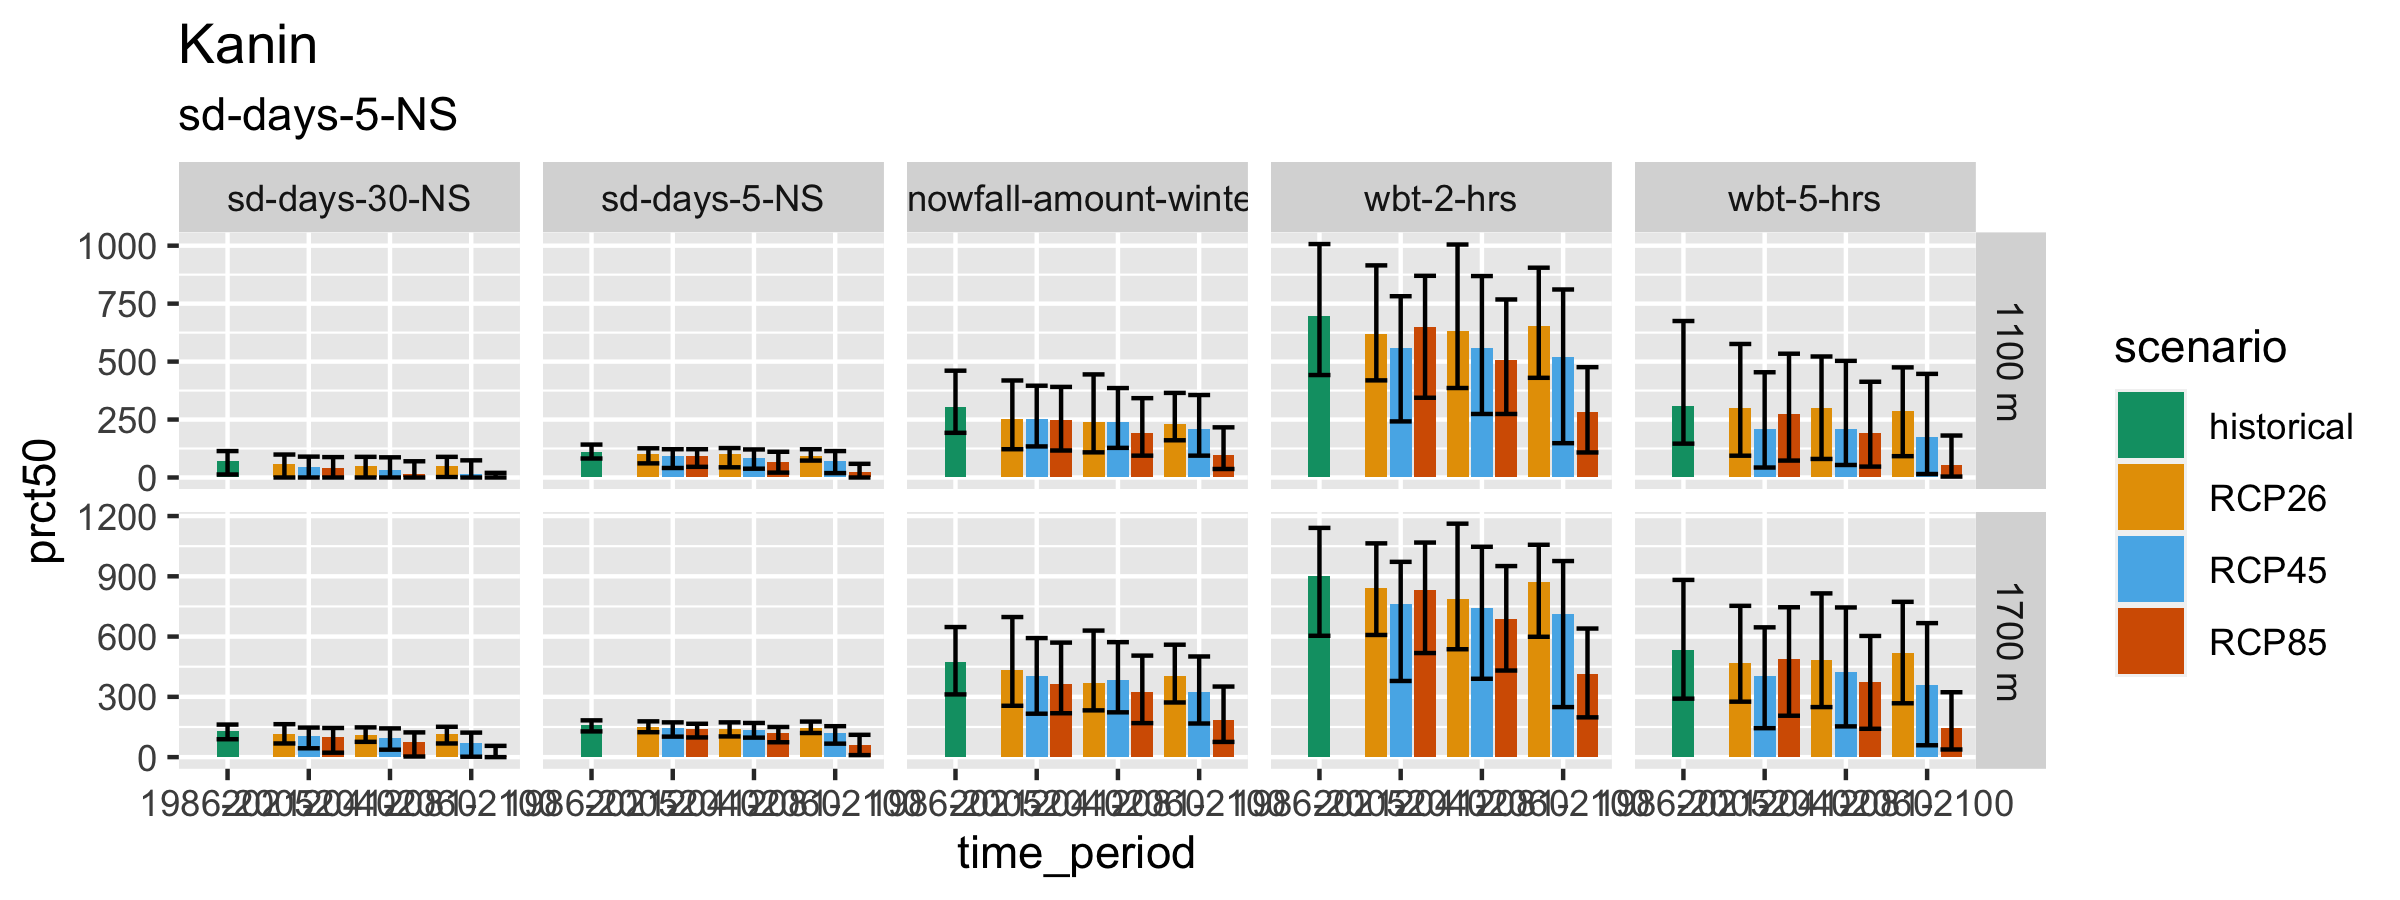 Kanin
sd-days-5-NS
sd-days-30-NS
sd-days-5-NS
nowfall-amount-winte
wbt-2-hrs
wbt-5-hrs
1000
750
500
250
0
1100 m
1200
900
600
300
0
1700 m
prct50
time_period
scenario
historical
RCP26
RCP45
RCP85